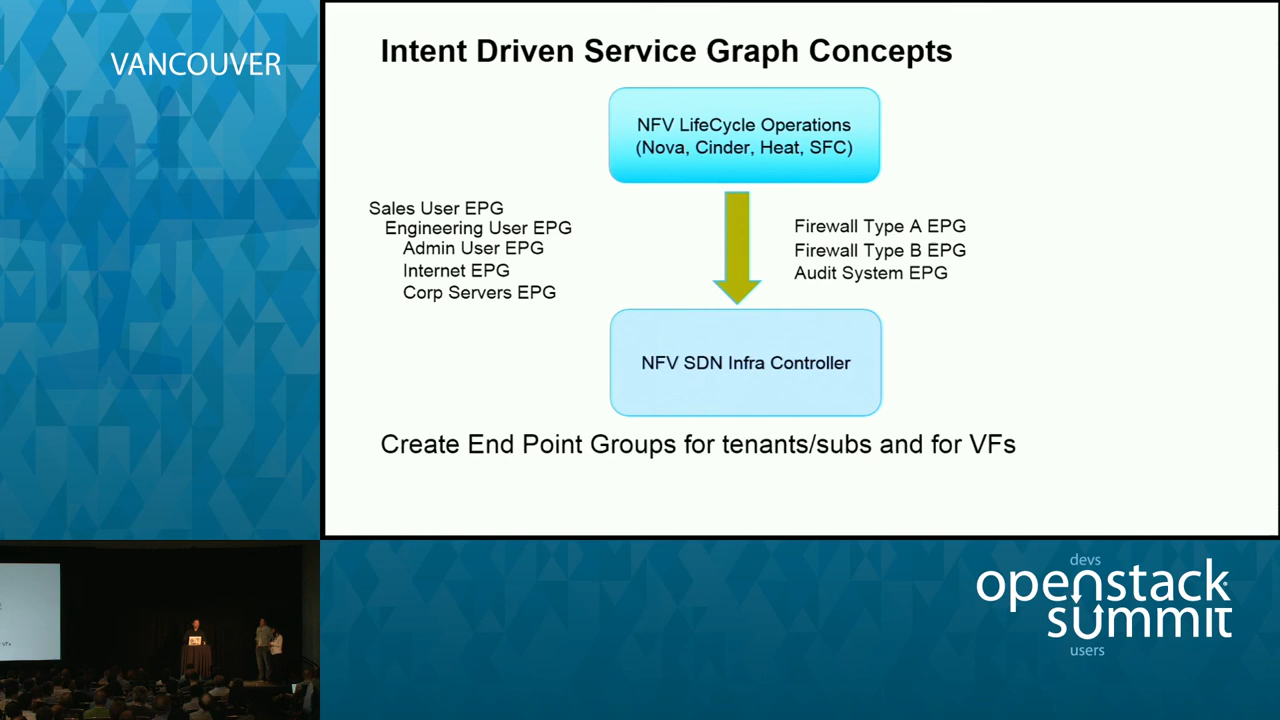 VANCOUVER
Intent Driven Service Graph Concepts
NFV LifeCycle Operations
(Nova, Cinder, Heat, SFC)
Sales User EPG
Engineering User EPG
Admin User EPG
Internet EPG
Corp Servers EPG
Firewall Type A EPG
Firewall Type B EPG
Audit System EPG
NFV SDN Infra Controller
Create End Point Groups for tenants/subs and for VFs
devs
openstack
summit
users